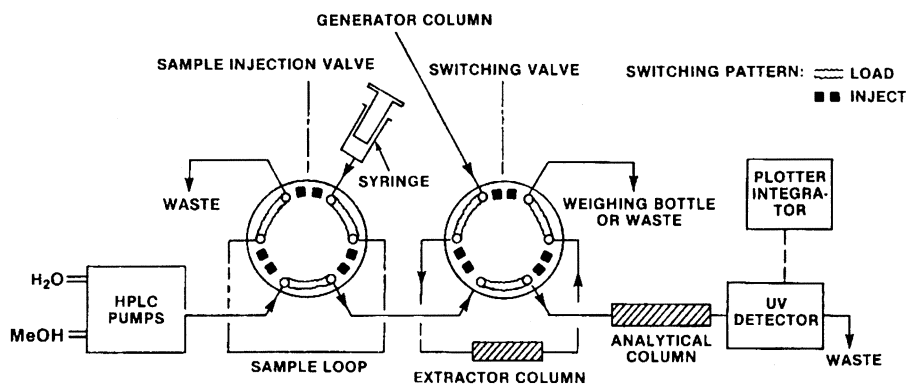 GENERATOR COLUMN
SAMPLE INJECTION VALVE
SWITCHING VALVE
SWITCHING PATTERN:
LOAD
INJECT
SYRINGE
WASTE
WEIGHING BOTTLE
OR WASTE
PLOTTER
INTEGRA-
TOR
H₂O
MeOH
HPLC
PUMPS
SAMPLE LOOP
EXTRACTOR COLUMN
ANALYTICAL
COLUMN
UV
DETECTOR
WASTE